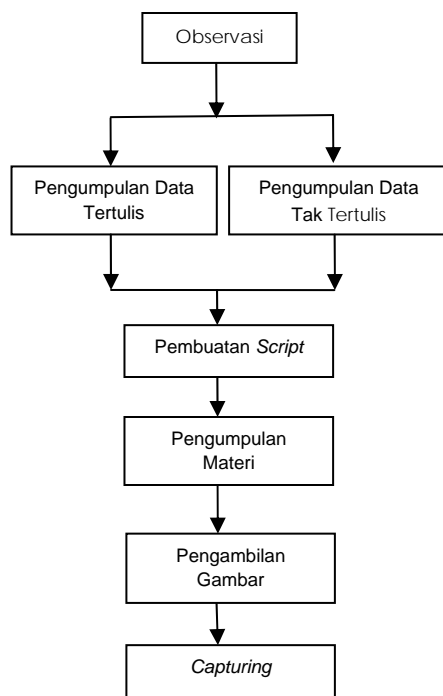 Observasi
Pengumpulan Data
Tertulis
Pengumpulan Data
Tak Tertulis
Pembuatan Script
Pengumpulan
Materi
Pengambilan
Gambar
Capturing